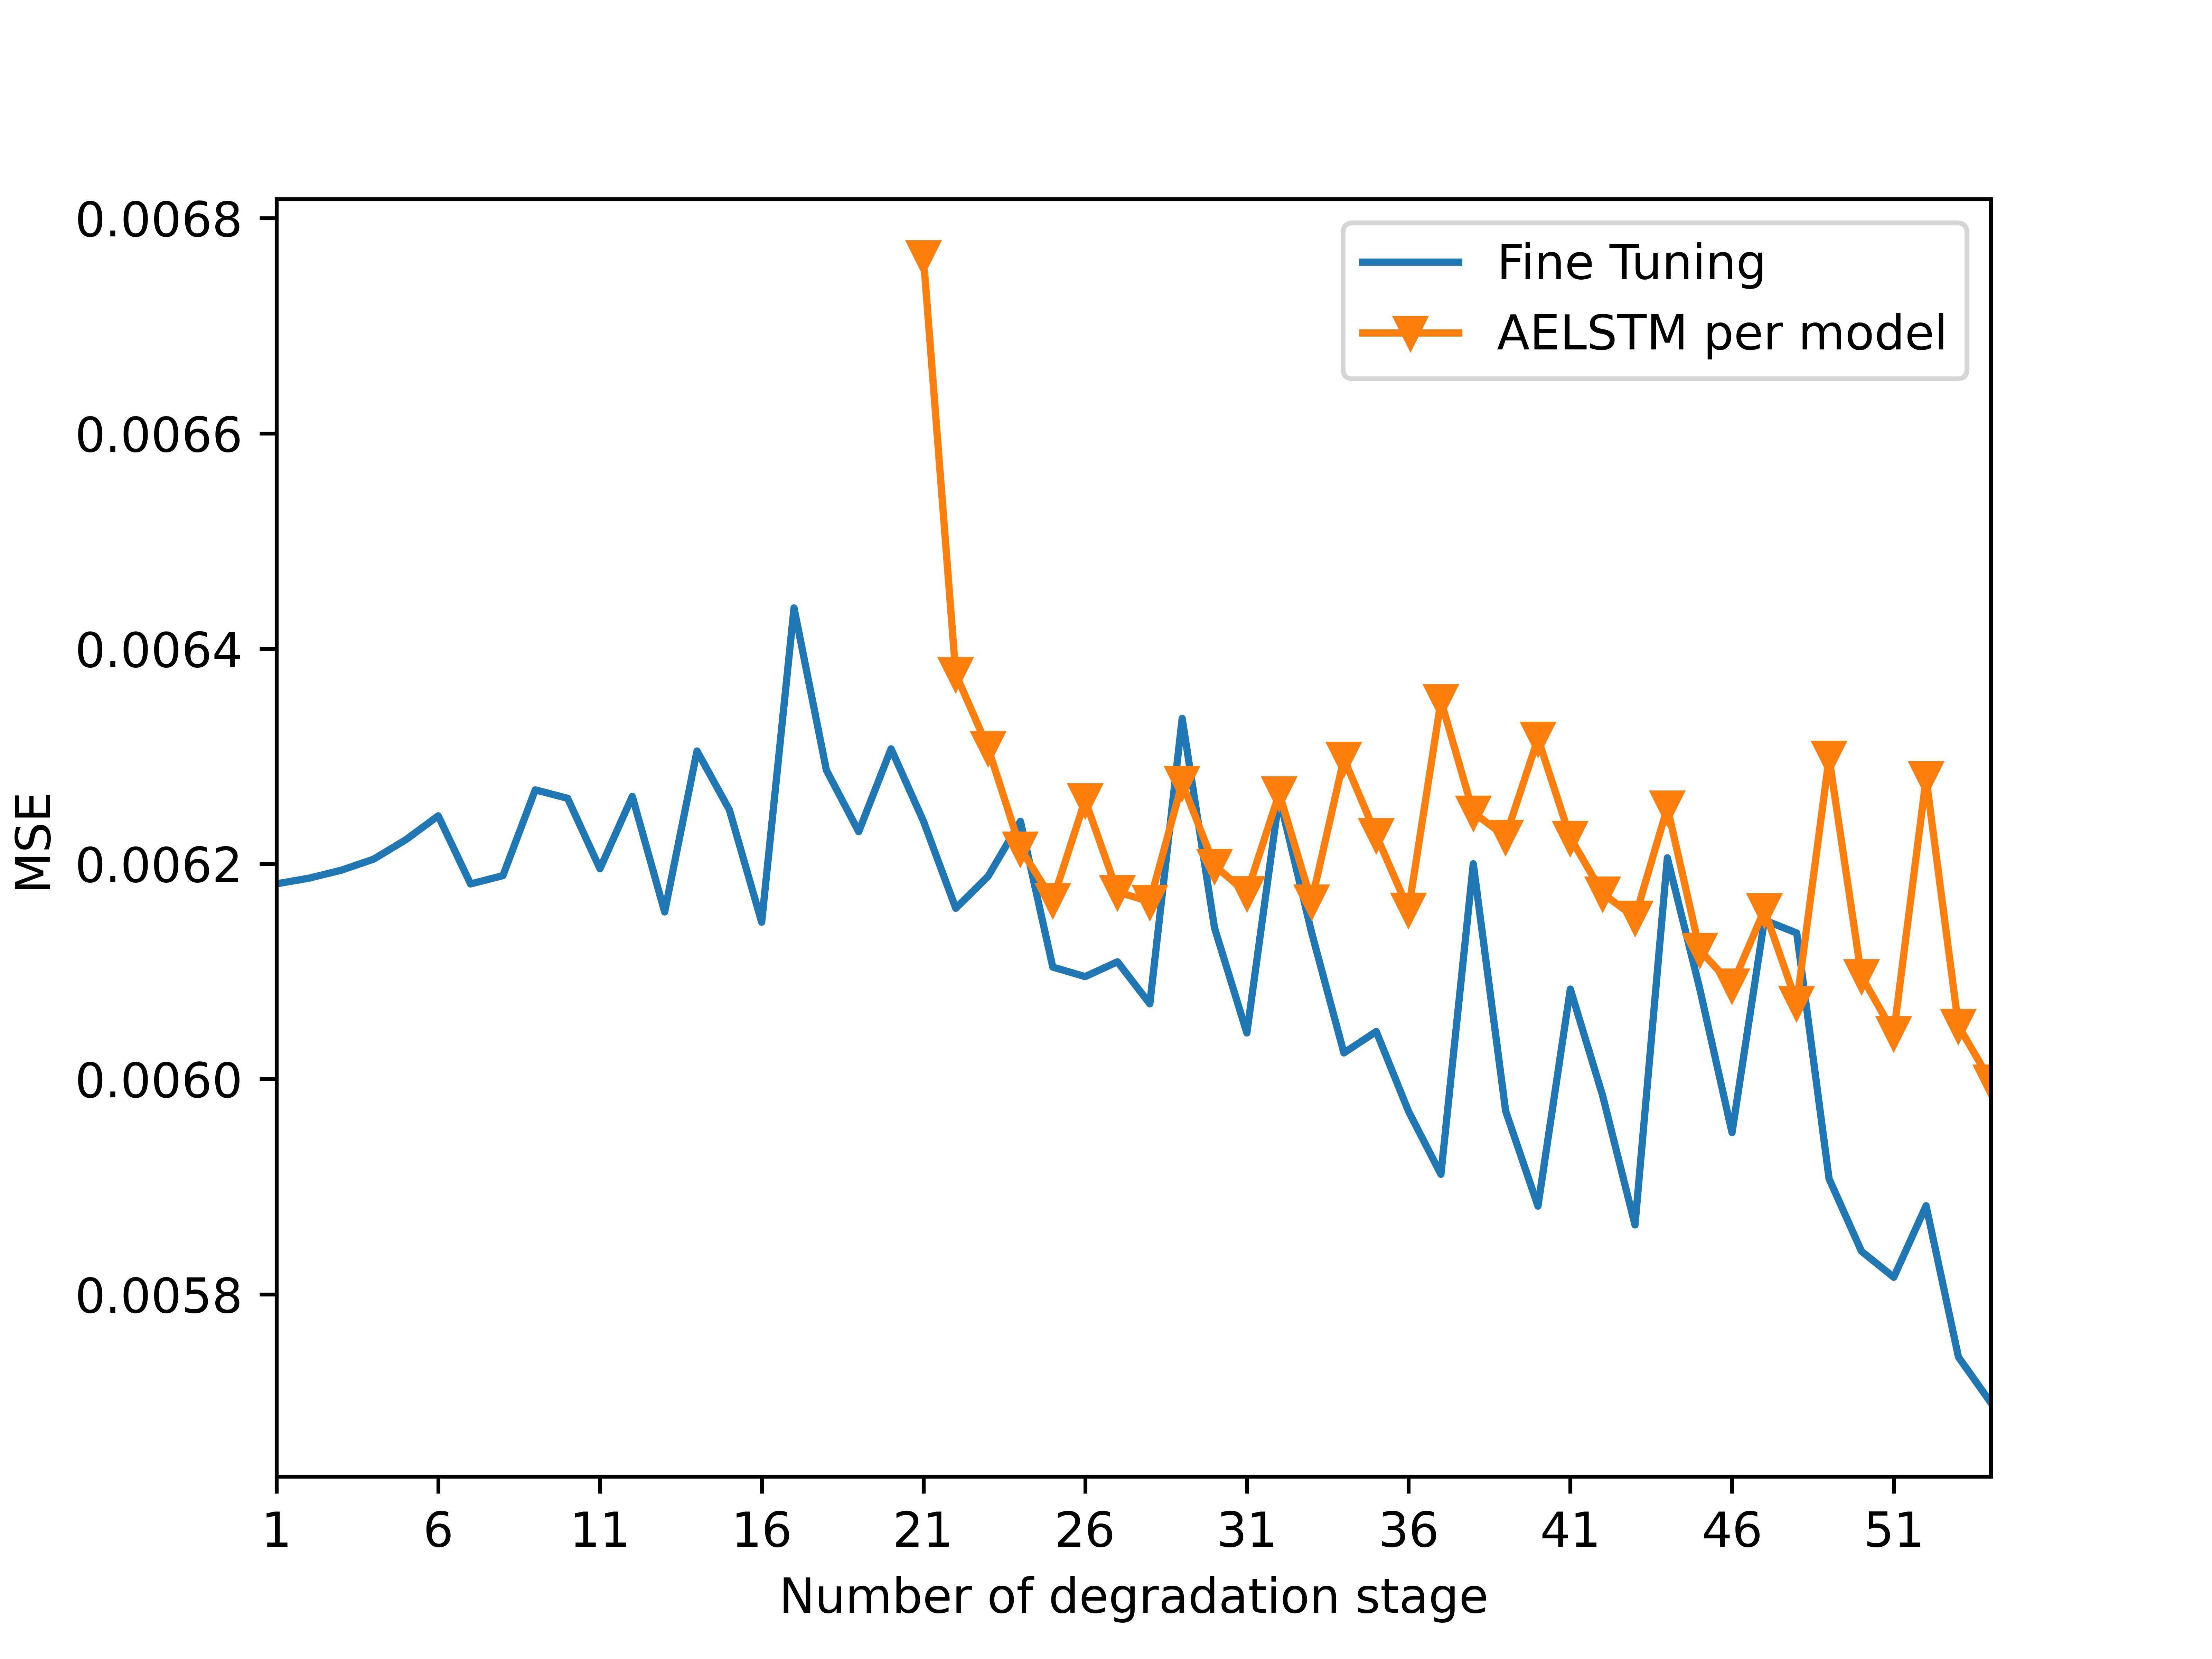 0.0068
0.0066
0.0064
0.0062
0.0060
0.0058
MSE
Fine Tuning
AELSTM per model
1 6 11 16 21 26 31 36 41 46 51
Number of degradation stage